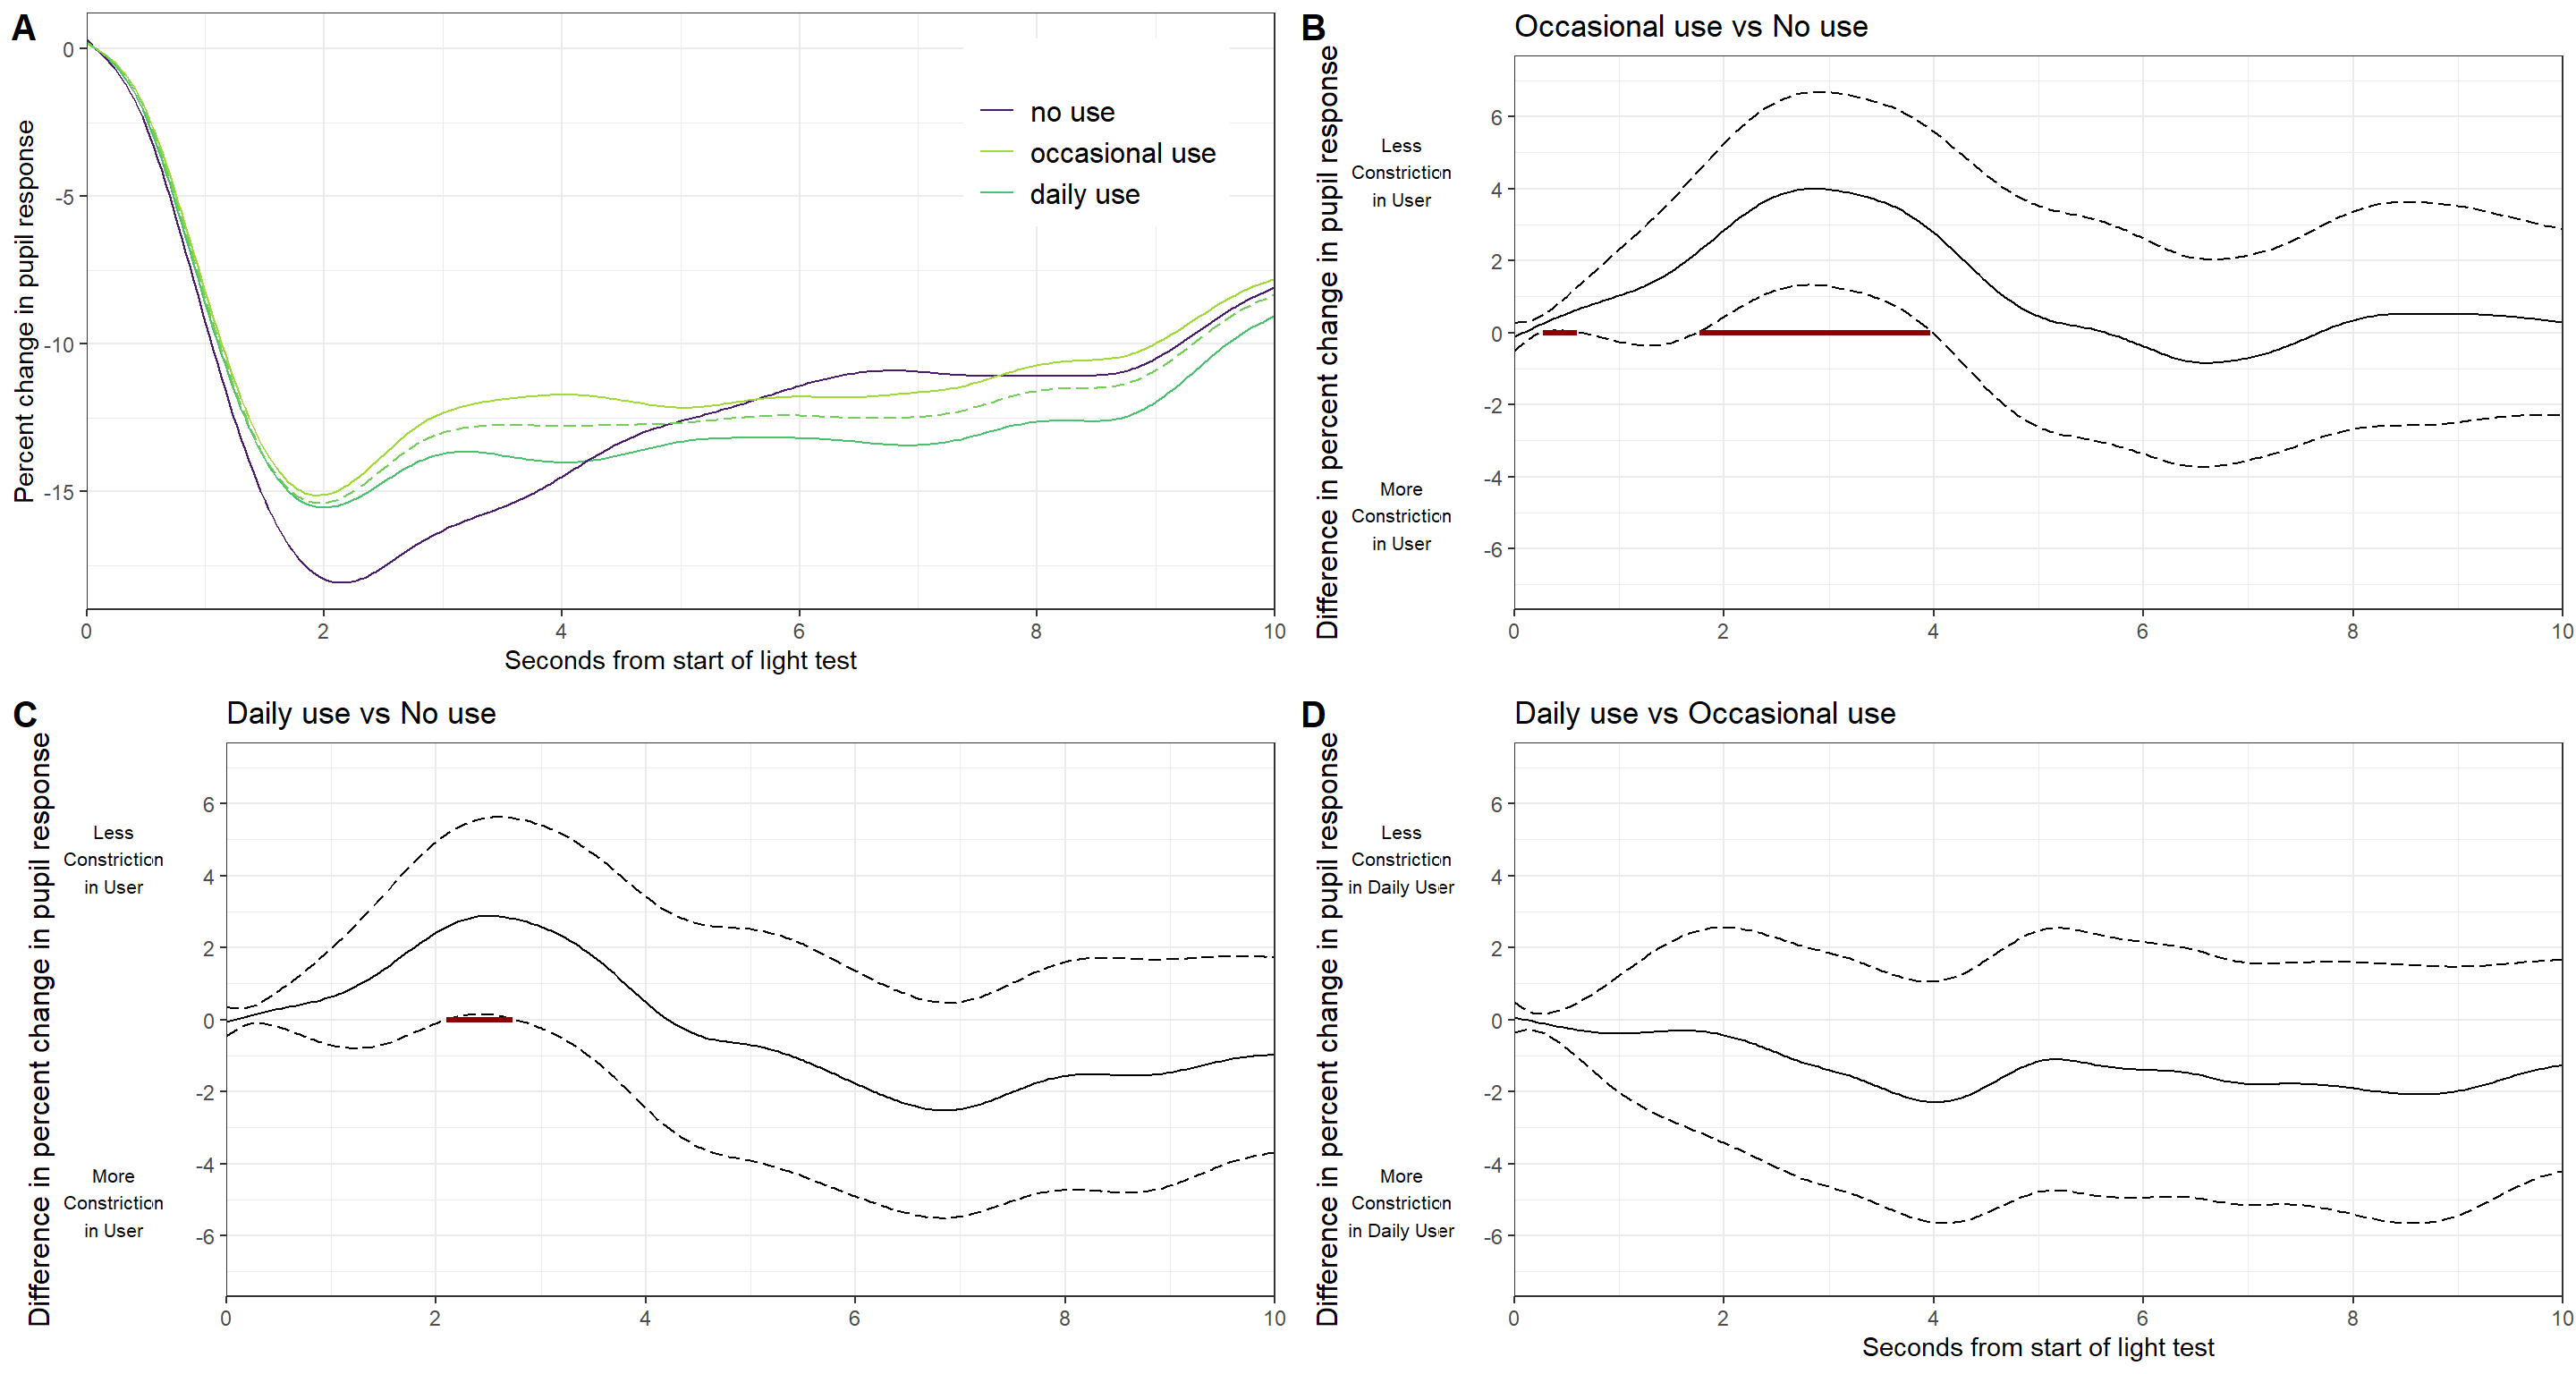 A
Percent change in pupil response
0
-5
-10
-15
no use
occasional use
daily use
0 2 4 6 8 10
Seconds from start of light test
B
Occasional use vs No use
Difference in percent change in pupil response
Less
Constriction
in User
More
Constriction
in User
6
4
2
0
-2
-4
-6
0 2 4 6 8 10
C
Daily use vs No use
Difference in percent change in pupil response
Less
Constriction
in User
More
Constriction
in User
6
4
2
0
-2
-4
-6
0 2 4 6 8 10
D
Daily use vs Occasional use
Difference in percent change in pupil response
Less
Constriction
in Daily User
More
Constriction
in Daily User
6
4
2
0
-2
-4
-6
0 2 4 6 8 10
Seconds from start of light test